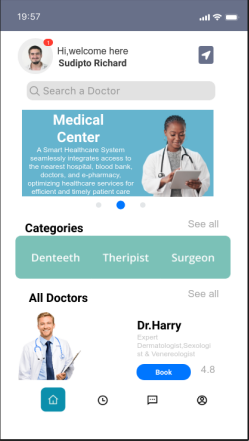 19:57
1
Hi,welcome here
Sudipto Richard
Search a Doctor
Medical
Center
A Smart Healthcare System
seamlessly integrates access to
the nearest hospital, blood bank,
doctors, and e-pharmacy,
optimizing healthcare services for
efficient and timely patient care
Categories
See all
Denteeth Theripist Surgeon
All Doctors
See all
Dr.Harry
Expert
Dermatologist,Sexologi
st & Venereologist
Book 4.8